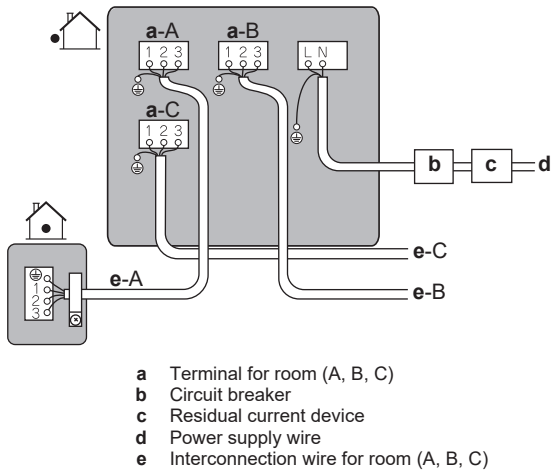 a-A
a-B
1 2 3
1 2 3
L N
a-C
1 2 3
b
c
d
e-C
e-A
1
2
3
e-B
a Terminal for room (A, B, C)
b Circuit breaker
c Residual current device
d Power supply wire
e Interconnection wire for room (A, B, C)